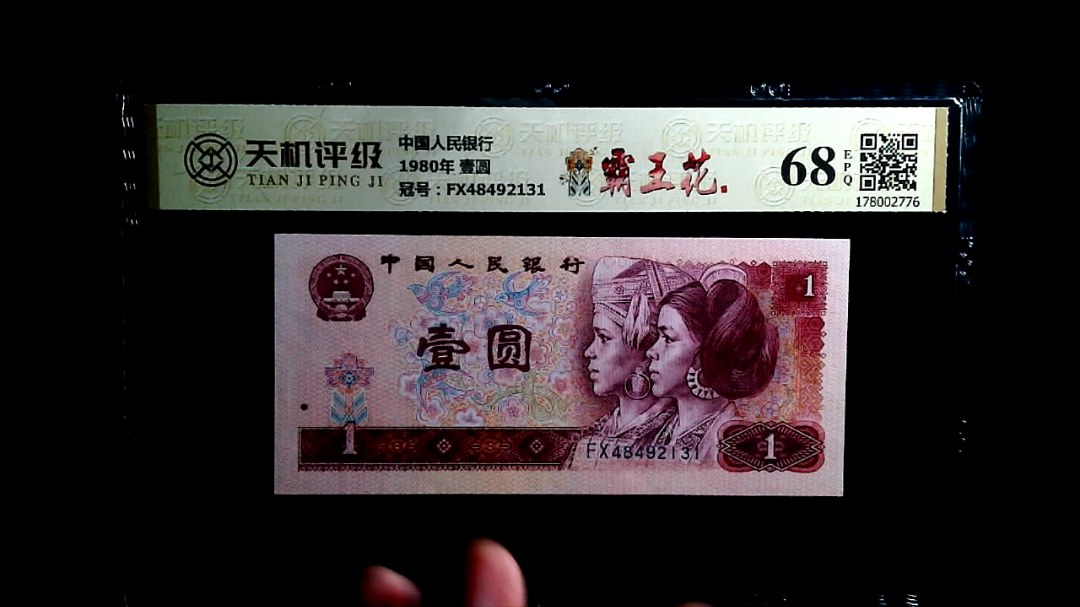 天机评级
TIAN JI PING JI
中国人民银行
1980年 壹圆
冠号：FX48492131
霸王花
68
EPQ
178002776
中国人民银行
1
壹圆
1
FX48492131
1